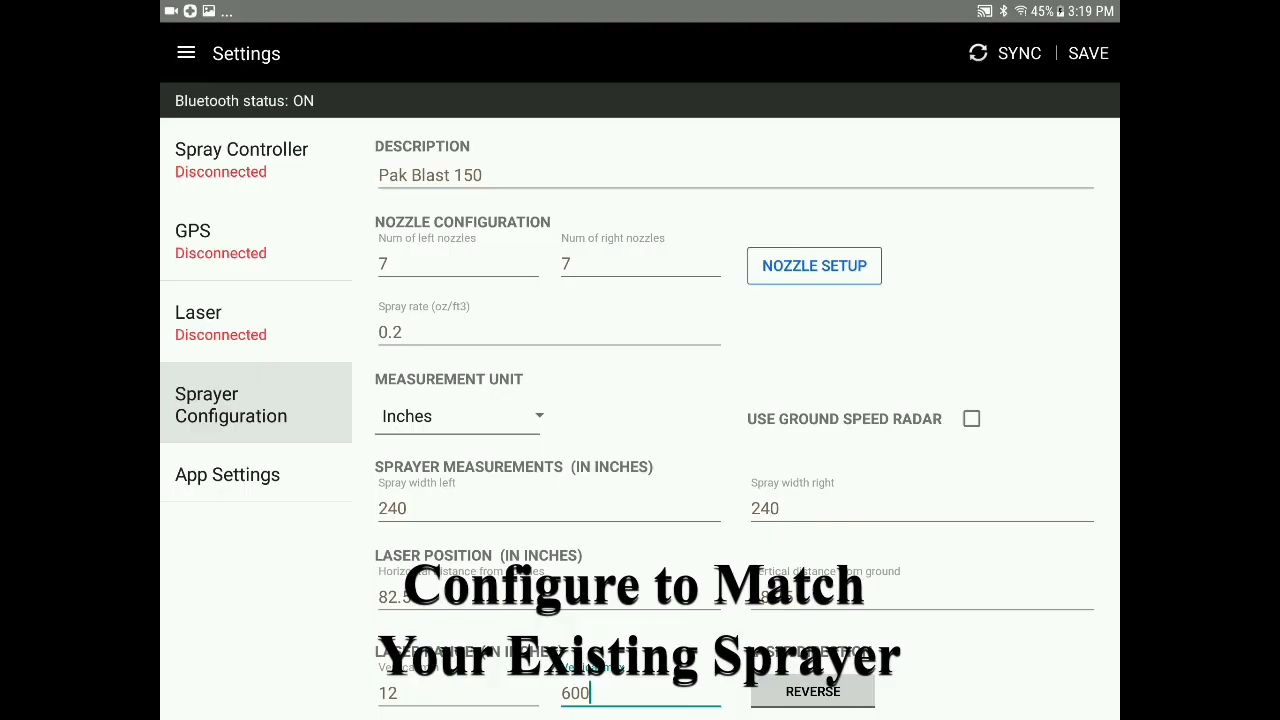 ... 45% 3:19 PM
Settings SYNC | SAVE
Bluetooth status: ON
Spray Controller
Disconnected
GPS
Disconnected
Laser
Disconnected
Sprayer
Configuration
App Settings
DESCRIPTION
Pak Blast 150
NOZZLE CONFIGURATION
Num of left nozzles Num of right nozzles
7 7 NOZZLE SETUP
Spray rate (oz/ft3)
0.2
MEASUREMENT UNIT
Inches USE GROUND SPEED RADAR
SPRAYER MEASUREMENTS (IN INCHES)
Spray width left Spray width right
240 240
LASER POSITION (IN INCHES)
from ground
82.5
Configure to Match
Your Existing Sprayer
12 600 REVERSE